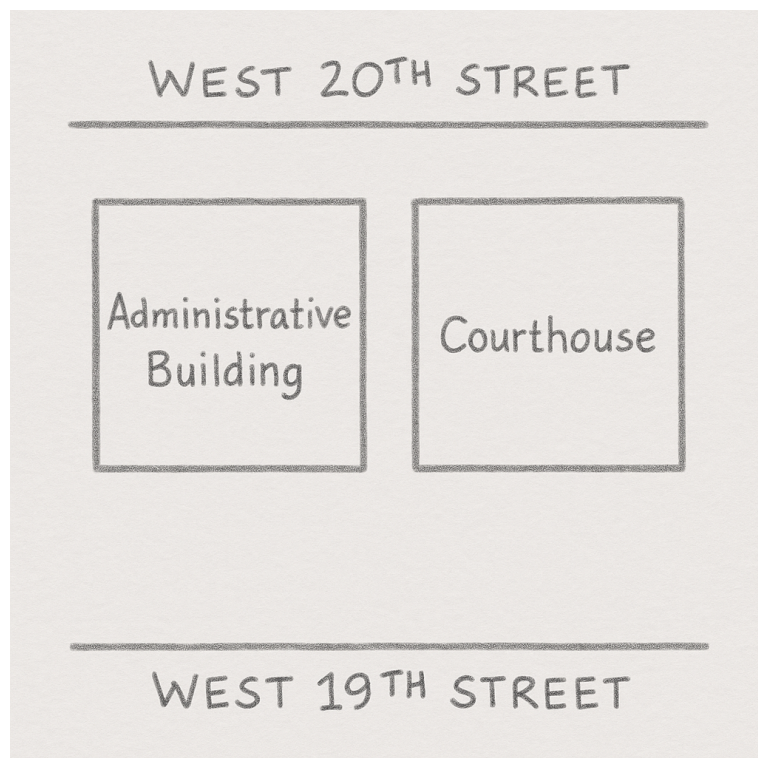 WEST 20TH STREET
Administrative
Building
Courthouse
WEST 19TH STREET